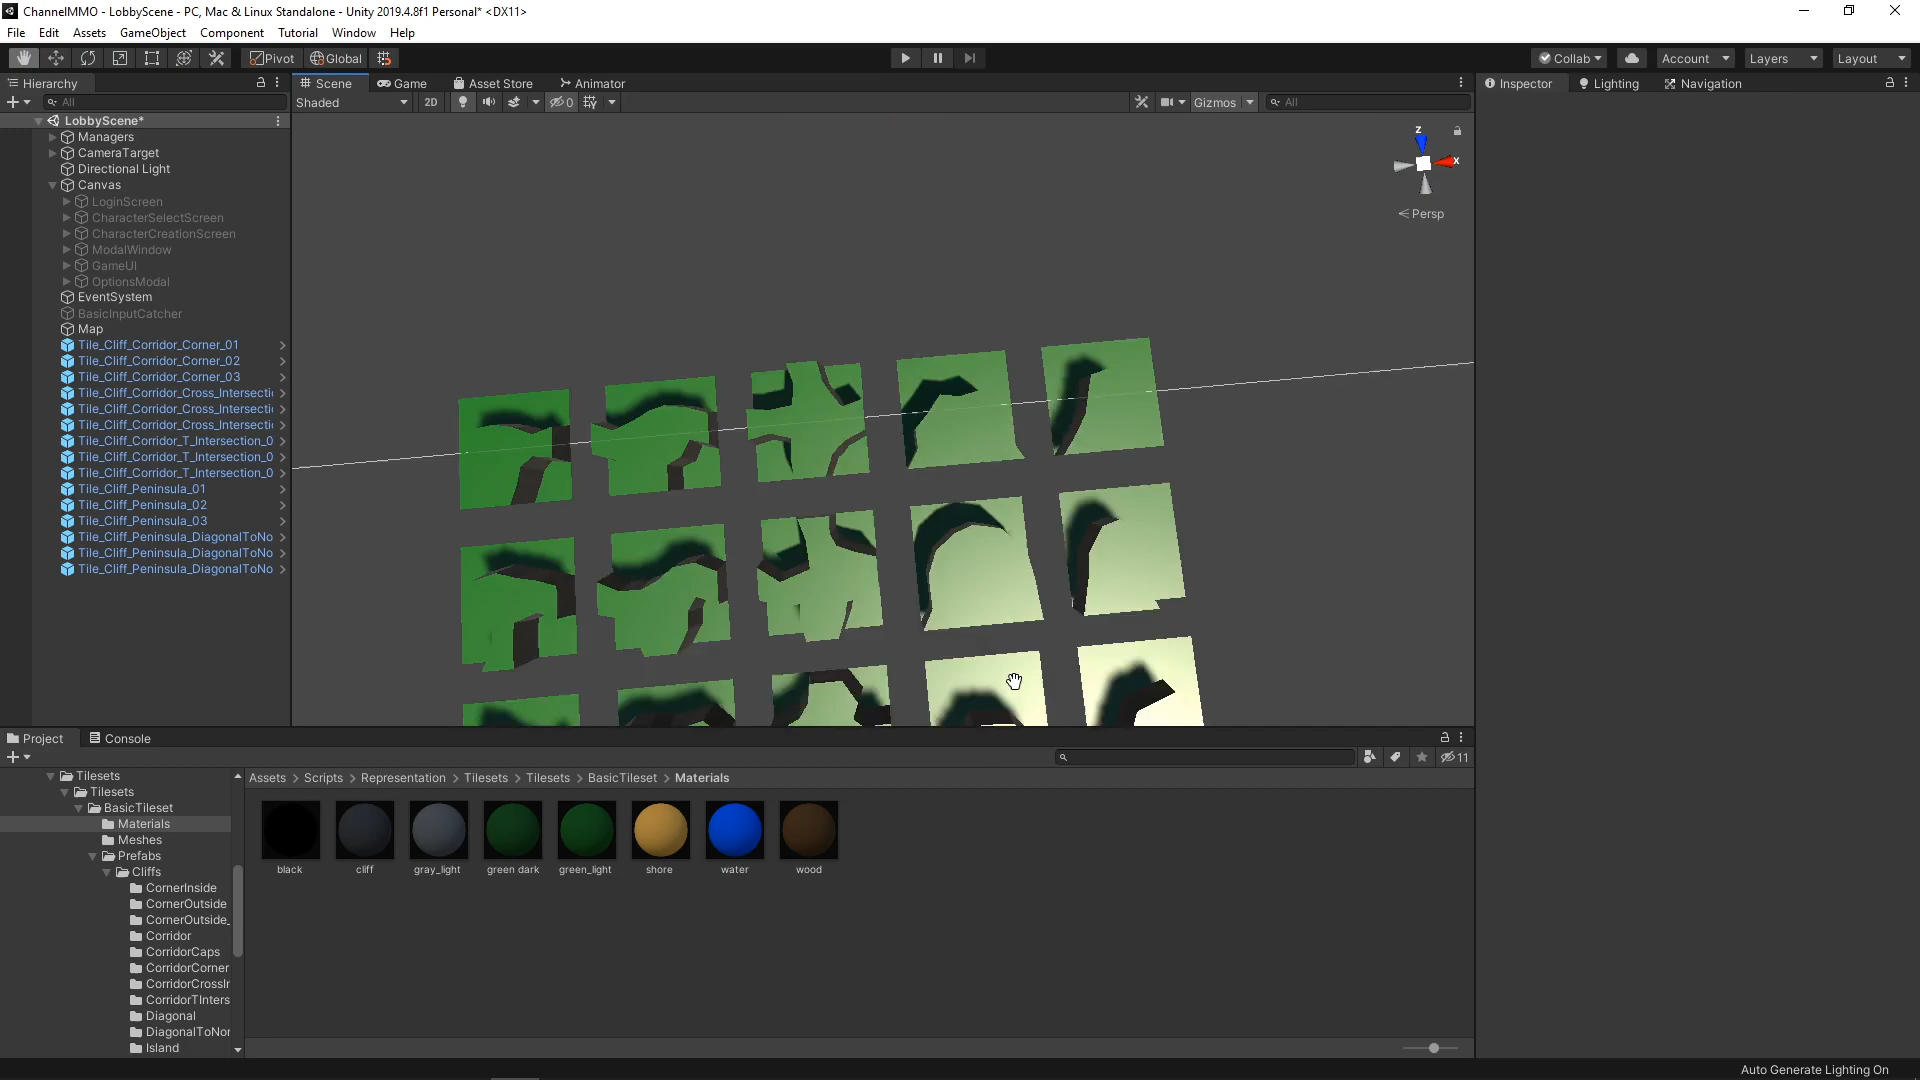 ChannelMMO - LobbyScene - PC, Mac & Linux Standalone - Unity 2019.4.8f1 Personal* <DX11>
File Edit Assets GameObject Component Tutorial Window Help
Pivot Global Collab Account Layers Layout
Hierarchy Scene Game Asset Store Animator Inspector Lighting Navigation
All Shaded 2D 0 Gizmos All
LobbyScene*
Managers
CameraTarget
Directional Light
Canvas
LoginScreen
CharacterSelectScreen
CharacterCreationScreen
ModalWindow
GameUI
OptionsModal
EventSystem
BasicInputCatcher
Map
Tile_Cliff_Corridor_Corner_01
Tile_Cliff_Corridor_Corner_02
Tile_Cliff_Corridor_Corner_03
Tile_Cliff_Corridor_Cross_Intersecti
Tile_Cliff_Corridor_Cross_Intersecti
Tile_Cliff_Corridor_Cross_Intersecti
Tile_Cliff_Corridor_T_Intersection_0
Tile_Cliff_Corridor_T_Intersection_0
Tile_Cliff_Corridor_T_Intersection_0
Tile_Cliff_Peninsula_01
Tile_Cliff_Peninsula_02
Tile_Cliff_Peninsula_03
Tile_Cliff_Peninsula_DiagonalToNo
Tile_Cliff_Peninsula_DiagonalToNo
Tile_Cliff_Peninsula_DiagonalToNo
z
x
Persp
Project Console
11
Tilesets
Tilesets
BasicTileset
Materials
Meshes
Prefabs
Cliffs
CornerInside
CornerOutside
CornerOutside_
Corridor
CorridorCaps
CorridorCorner
CorridorCrossIr
CorridorTInters
Diagonal
DiagonalToNor
Island
Assets > Scripts > Representation > Tilesets > Tilesets > BasicTileset > Materials
black cliff gray_light green dark green_light shore water wood
Auto Generate Lighting On